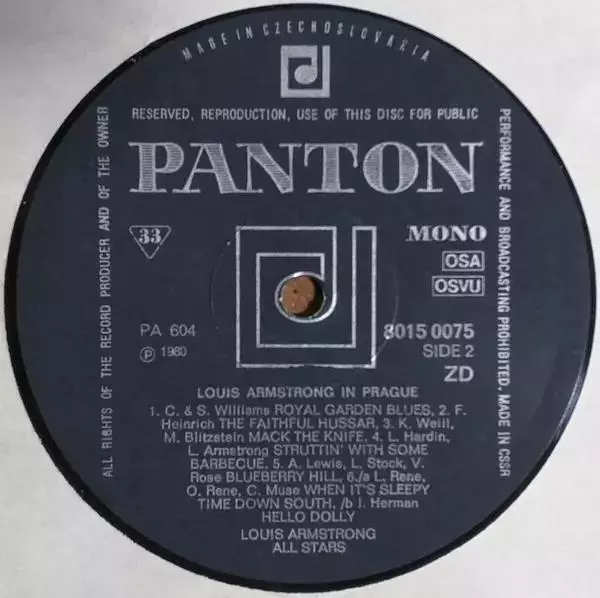 MADE IN CZECHOSLOVAKIA
RESERVED, REPRODUCTION, USE OF THIS DISC FOR PUBLIC
PERFORMANCE AND BROADCASTING PROHIBITED, MADE IN CSSR
ALL RIGHTS OF THE RECORD PRODUCER AND OF THE OWNER
PANTON
33
MONO
OSA
OSVU
PA 604
8015 0075
℗ 1980
SIDE 2
ZD
LOUIS ARMSTRONG IN PRAGUE
1. C. & S. Williams ROYAL GARDEN BLUES, 2. F.
Heinrich THE FAITHFUL HUSSAR, 3. K. Weill,
M. Blitzstein MACK THE KNIFE, 4. L. Hardin,
L. Armstrong STRUTTIN' WITH SOME
BARBECUE, 5. A. Lewis, L. Stock, V.
Rose BLUEBERRY HILL, 6./a L. Rene,
O. Rene, C. Muse WHEN IT'S SLEEPY
TIME DOWN SOUTH, /b J. Herman
HELLO DOLLY
LOUIS ARMSTRONG
ALL STARS